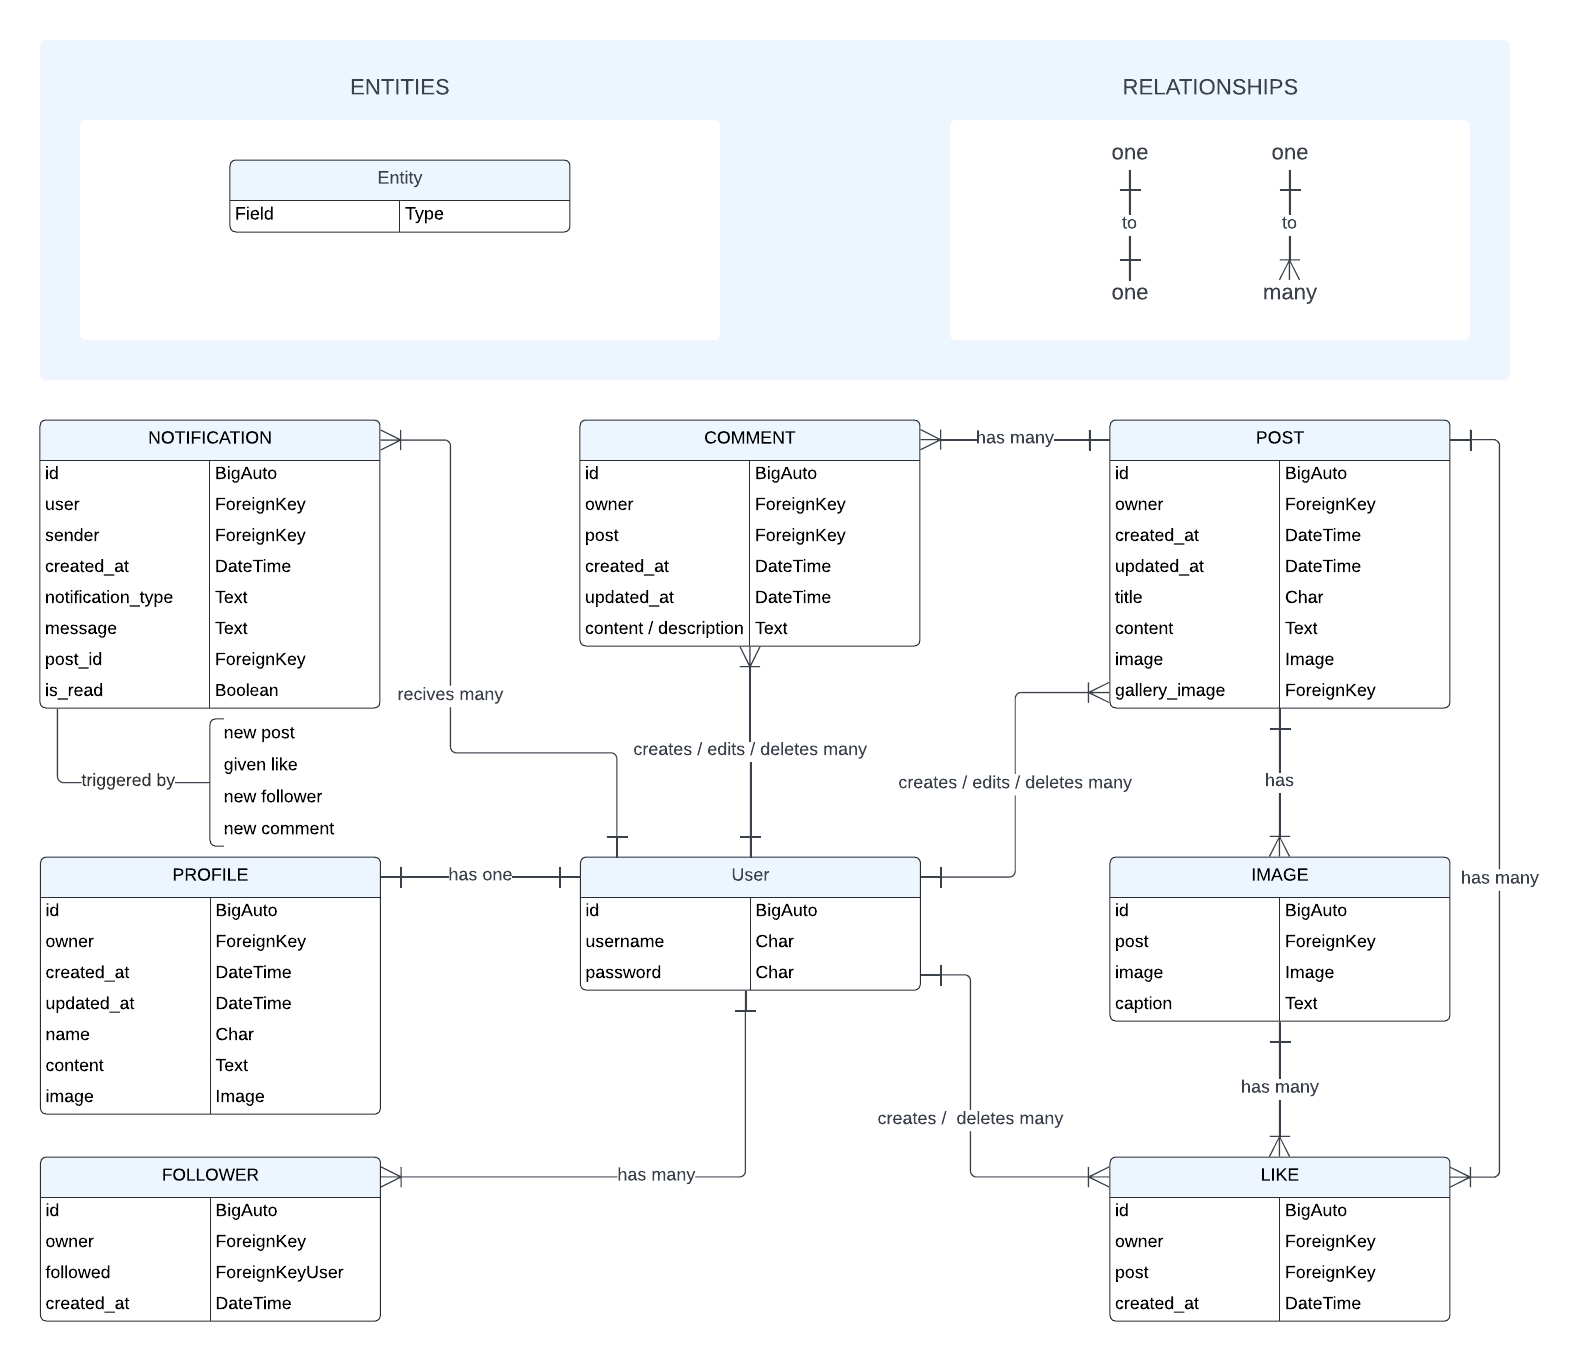 ENTITIES
Entity
Field Type
RELATIONSHIPS
one one
to to
one many
NOTIFICATION
id BigAuto
user ForeignKey
sender ForeignKey
created_at DateTime
notification_type Text
message Text
post_id ForeignKey
is_read Boolean
recives many
triggered by
new post
given like
new follower
new comment
COMMENT
id BigAuto
owner ForeignKey
post ForeignKey
created_at DateTime
updated_at DateTime
content / description Text
has many
creates / edits / deletes many
POST
id BigAuto
owner ForeignKey
created_at DateTime
updated_at DateTime
title Char
content Text
image Image
gallery_image ForeignKey
creates / edits / deletes many
has
has many
PROFILE
id BigAuto
owner ForeignKey
created_at DateTime
updated_at DateTime
name Char
content Text
image Image
has one
User
id BigAuto
username Char
password Char
IMAGE
id BigAuto
post ForeignKey
image Image
caption Text
has many
creates /  deletes many
has many
FOLLOWER
id BigAuto
owner ForeignKey
followed ForeignKeyUser
created_at DateTime
LIKE
id BigAuto
owner ForeignKey
post ForeignKey
created_at DateTime